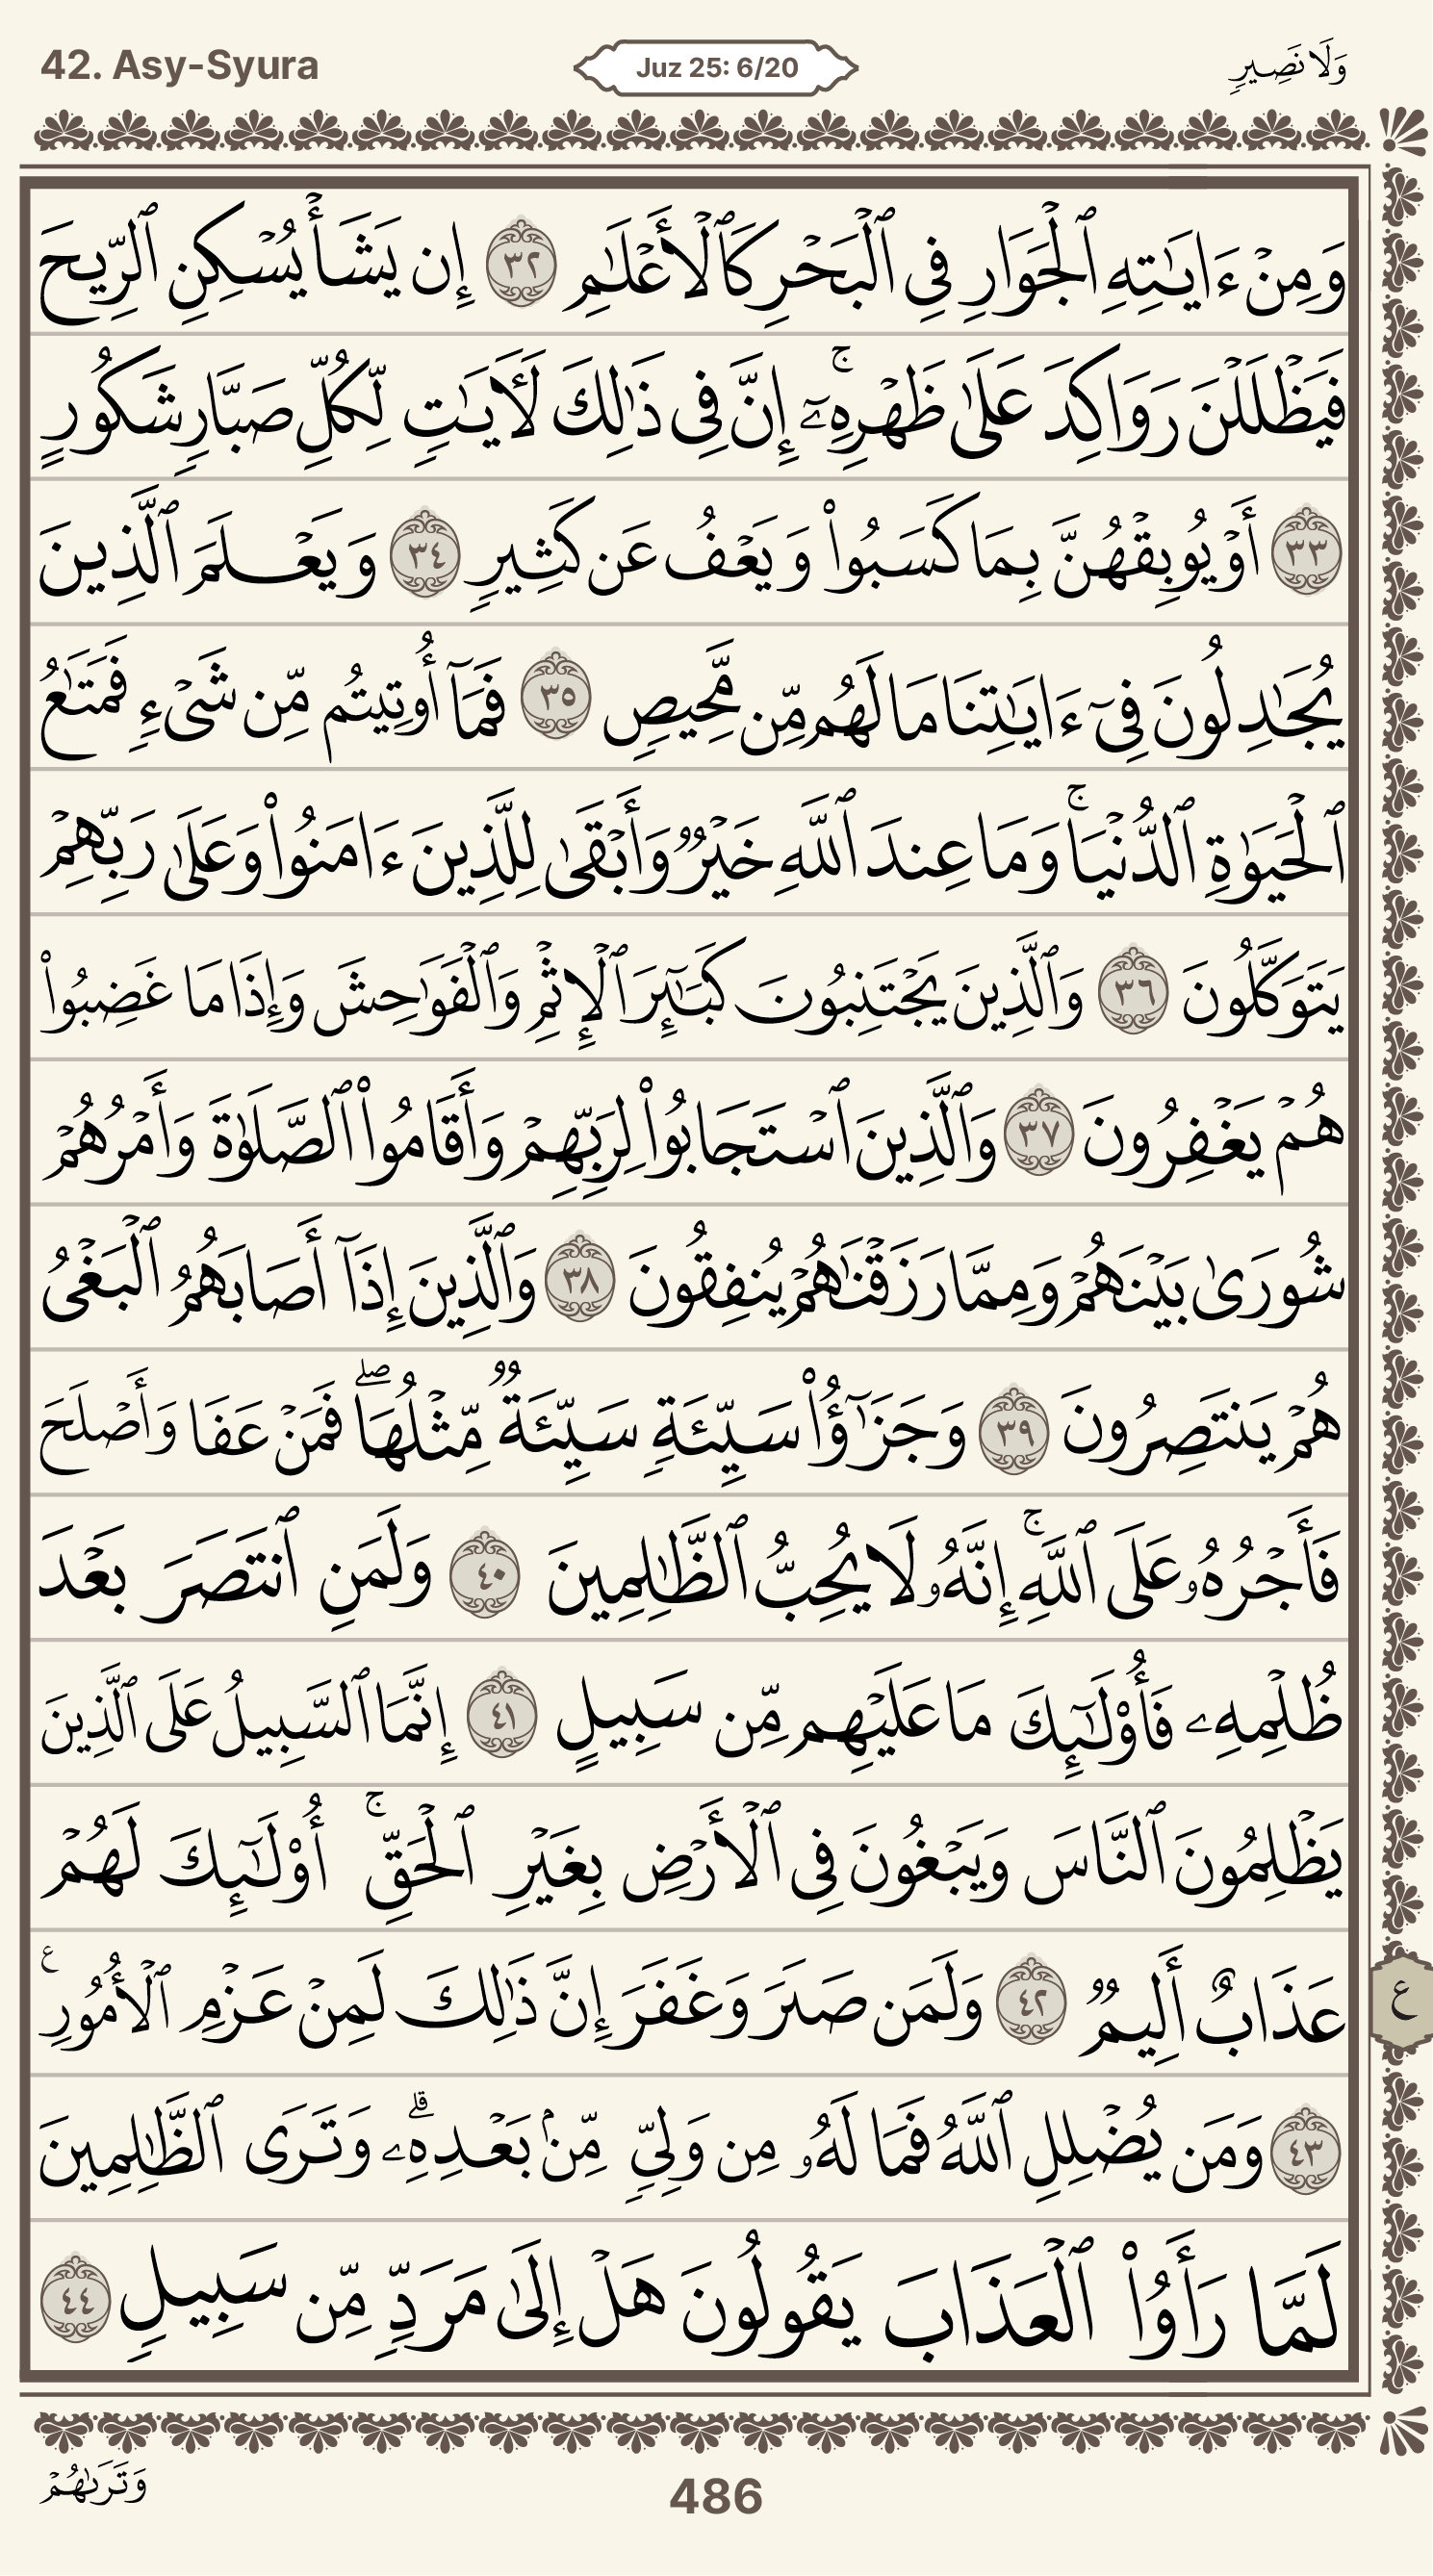 42. Asy-Syura
Juz 25: 6/20
وَلَا نَصِيرٍ
وَمِنْ ءَايَٰتِهِ ٱلْجَوَارِ فِى ٱلْبَحْرِ كَٱلْأَعْلَٰمِ ٣٢ إِن يَشَأْ يُسْكِنِ ٱلرِّيحَ
فَيَظْلَلْنَ رَوَاكِدَ عَلَىٰ ظَهْرِهِۦٓ ۚ إِنَّ فِى ذَٰلِكَ لَءَايَٰتٍ لِّكُلِّ صَبَّارٍ شَكُورٍ
٣٣ أَوْ يُوبِقْهُنَّ بِمَا كَسَبُوا۟ وَيَعْفُ عَن كَثِيرٍ ٣٤ وَيَعْلَمَ ٱلَّذِينَ
يُجَٰدِلُونَ فِىٓ ءَايَٰتِنَا مَا لَهُم مِّن مَّحِيصٍ ٣٥ فَمَآ أُوتِيتُم مِّن شَىْءٍ فَمَتَٰعُ
ٱلْحَيَوٰةِ ٱلدُّنْيَا ۚ وَمَا عِندَ ٱللَّهِ خَيْرٌ وَأَبْقَىٰ لِلَّذِينَ ءَامَنُوا۟ وَعَلَىٰ رَبِّهِمْ
يَتَوَكَّلُونَ ٣٦ وَٱلَّذِينَ يَجْتَنِبُونَ كَبَٰٓئِرَ ٱلْإِثْمِ وَٱلْفَوَٰحِشَ وَإِذَا مَا غَضِبُوا۟
هُمْ يَغْفِرُونَ ٣٧ وَٱلَّذِينَ ٱسْتَجَابُوا۟ لِرَبِّهِمْ وَأَقَامُوا۟ ٱلصَّلَوٰةَ وَأَمْرُهُمْ
شُورَىٰ بَيْنَهُمْ وَمِمَّا رَزَقْنَٰهُمْ يُنفِقُونَ ٣٨ وَٱلَّذِينَ إِذَآ أَصَابَهُمُ ٱلْبَغْىُ
هُمْ يَنتَصِرُونَ ٣٩ وَجَزَٰٓؤُا۟ سَيِّئَةٍ سَيِّئَةٌ مِّثْلُهَا ۖ فَمَنْ عَفَا وَأَصْلَحَ
فَأَجْرُهُۥ عَلَى ٱللَّهِ ۚ إِنَّهُۥ لَا يُحِبُّ ٱلظَّٰلِمِينَ ٤٠ وَلَمَنِ ٱنتَصَرَ بَعْدَ
ظُلْمِهِۦ فَأُو۟لَٰٓئِكَ مَا عَلَيْهِم مِّن سَبِيلٍ ٤١ إِنَّمَا ٱلسَّبِيلُ عَلَى ٱلَّذِينَ
يَظْلِمُونَ ٱلنَّاسَ وَيَبْغُونَ فِى ٱلْأَرْضِ بِغَيْرِ ٱلْحَقِّ ۚ أُو۟لَٰٓئِكَ لَهُمْ
عَذَابٌ أَلِيمٌ ٤٢ وَلَمَن صَبَرَ وَغَفَرَ إِنَّ ذَٰلِكَ لَمِنْ عَزْمِ ٱلْأُمُورِ ع
ع
٤٣ وَمَن يُضْلِلِ ٱللَّهُ فَمَا لَهُۥ مِن وَلِىٍّ مِّنۢ بَعْدِهِۦ ۗ وَتَرَى ٱلظَّٰلِمِينَ
لَمَّا رَأَوُا۟ ٱلْعَذَابَ يَقُولُونَ هَلْ إِلَىٰ مَرَدٍّ مِّن سَبِيلٍ ٤٤
وَتَرَىٰهُمْ
486